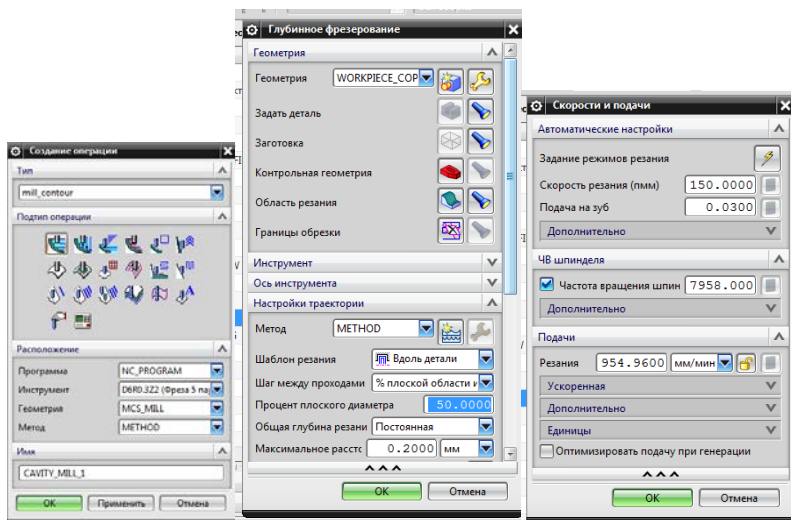 Создание операции
Тип
mill_contour
Подтип операции
Расположение
Программа NC_PROGRAM
Инструмент D6R0.3Z2 (Фреза 5 па
Геометрия MCS_MILL
Метод METHOD
Имя
CAVITY_MILL_1
OK Применить Отмена
Глубинное фрезерование
Геометрия
Геометрия WORKPIECE_COP
Задать деталь
Заготовка
Контрольная геометрия
Область резания
Границы обрезки
Инструмент
Ось инструмента
Настройки траектории
Метод METHOD
Шаблон резания Вдоль детали
Шаг между проходами % плоской области и
Процент плоского диаметра 50.0000
Общая глубина резани Постоянная
Максимальное расстс 0.2000 мм
OK Отмена
Скорости и подачи
Автоматические настройки
Задание режимов резания
Скорость резания (пмм) 150.0000
Подача на зуб 0.0300
Дополнительно
ЧВ шпинделя
Частота вращения шпин 7958.000
Дополнительно
Подачи
Резания 954.9600 мм/мин
Ускоренная
Дополнительно
Единицы
Оптимизировать подачу при генерации
OK Отмена